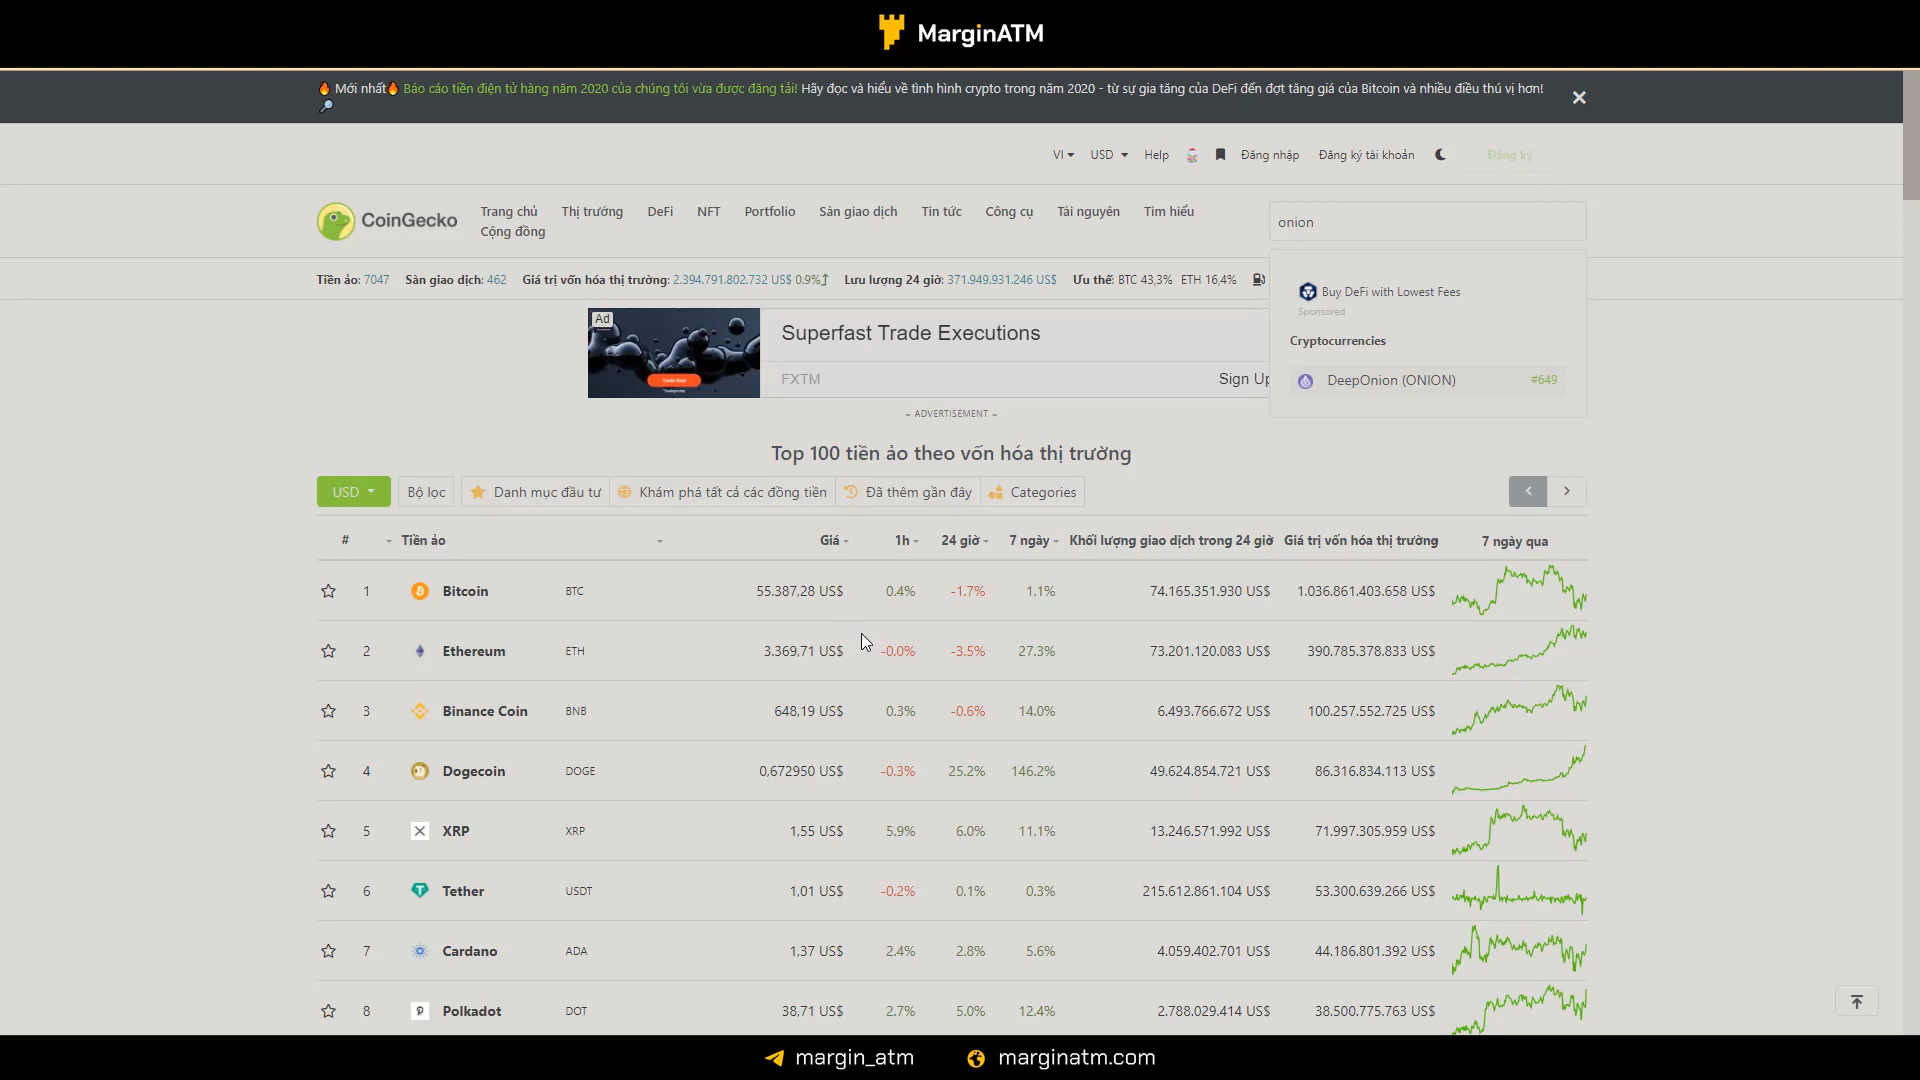 MarginATM
🔥 Mới nhất🔥 Báo cáo tiền điện tử hàng năm 2020 của chúng tôi vừa được đăng tải! Hãy đọc và hiểu về tình hình crypto trong năm 2020 - từ sự gia tăng của DeFi đến đợt tăng giá của Bitcoin và nhiều điều thú vị hơn!
VI USD Help Đăng nhập Đăng ký tài khoản Đăng ký
CoinGecko
Trang chủ Thị trường DeFi NFT Portfolio Sàn giao dịch Tin tức Công cụ Tài nguyên Tìm hiểu
Cộng đồng
onion
Tiền ảo: 7047 Sàn giao dịch: 462 Giá trị vốn hóa thị trường: 2.394.791.802.732 US$ 0.9% Lưu lượng 24 giờ: 371.949.931.246 US$ Ưu thế: BTC 43,3% ETH 16,4%
Buy DeFi with Lowest Fees
Sponsored
Cryptocurrencies
DeepOnion (ONION) #649
Ad
Trade Now
Superfast Trade Executions
FXTM
Sign Up
~ ADVERTISEMENT ~
Top 100 tiền ảo theo vốn hóa thị trường
USD Bộ lọc Danh mục đầu tư Khám phá tất cả các đồng tiền Đã thêm gần đây Categories
# Tiền ảo Giá 1h 24 giờ 7 ngày Khối lượng giao dịch trong 24 giờ Giá trị vốn hóa thị trường 7 ngày qua
1 Bitcoin BTC 55.387,28 US$ 0.4% -1.7% 1.1% 74.165.351.930 US$ 1.036.861.403.658 US$
2 Ethereum ETH 3.369,71 US$ -0.0% -3.5% 27.3% 73.201.120.083 US$ 390.785.378.833 US$
3 Binance Coin BNB 648,19 US$ 0.3% -0.6% 14.0% 6.493.766.672 US$ 100.257.552.725 US$
4 Dogecoin DOGE 0,672950 US$ -0.3% 25.2% 146.2% 49.624.854.721 US$ 86.316.834.113 US$
5 XRP XRP 1,55 US$ 5.9% 6.0% 11.1% 13.246.571.992 US$ 71.997.305.959 US$
6 Tether USDT 1,01 US$ -0.2% 0.1% 0.3% 215.612.861.104 US$ 53.300.639.266 US$
7 Cardano ADA 1,37 US$ 2.4% 2.8% 5.6% 4.059.402.701 US$ 44.186.801.392 US$
8 Polkadot DOT 38,71 US$ 2.7% 5.0% 12.4% 2.788.029.414 US$ 38.500.775.763 US$
margin_atm marginatm.com